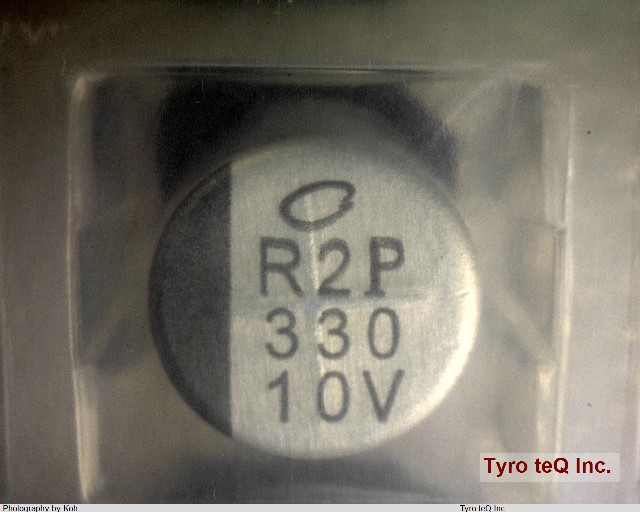 R2P
330
10V
Tyro teQ Inc.
Photography by Koh
Tyro teQ Inc